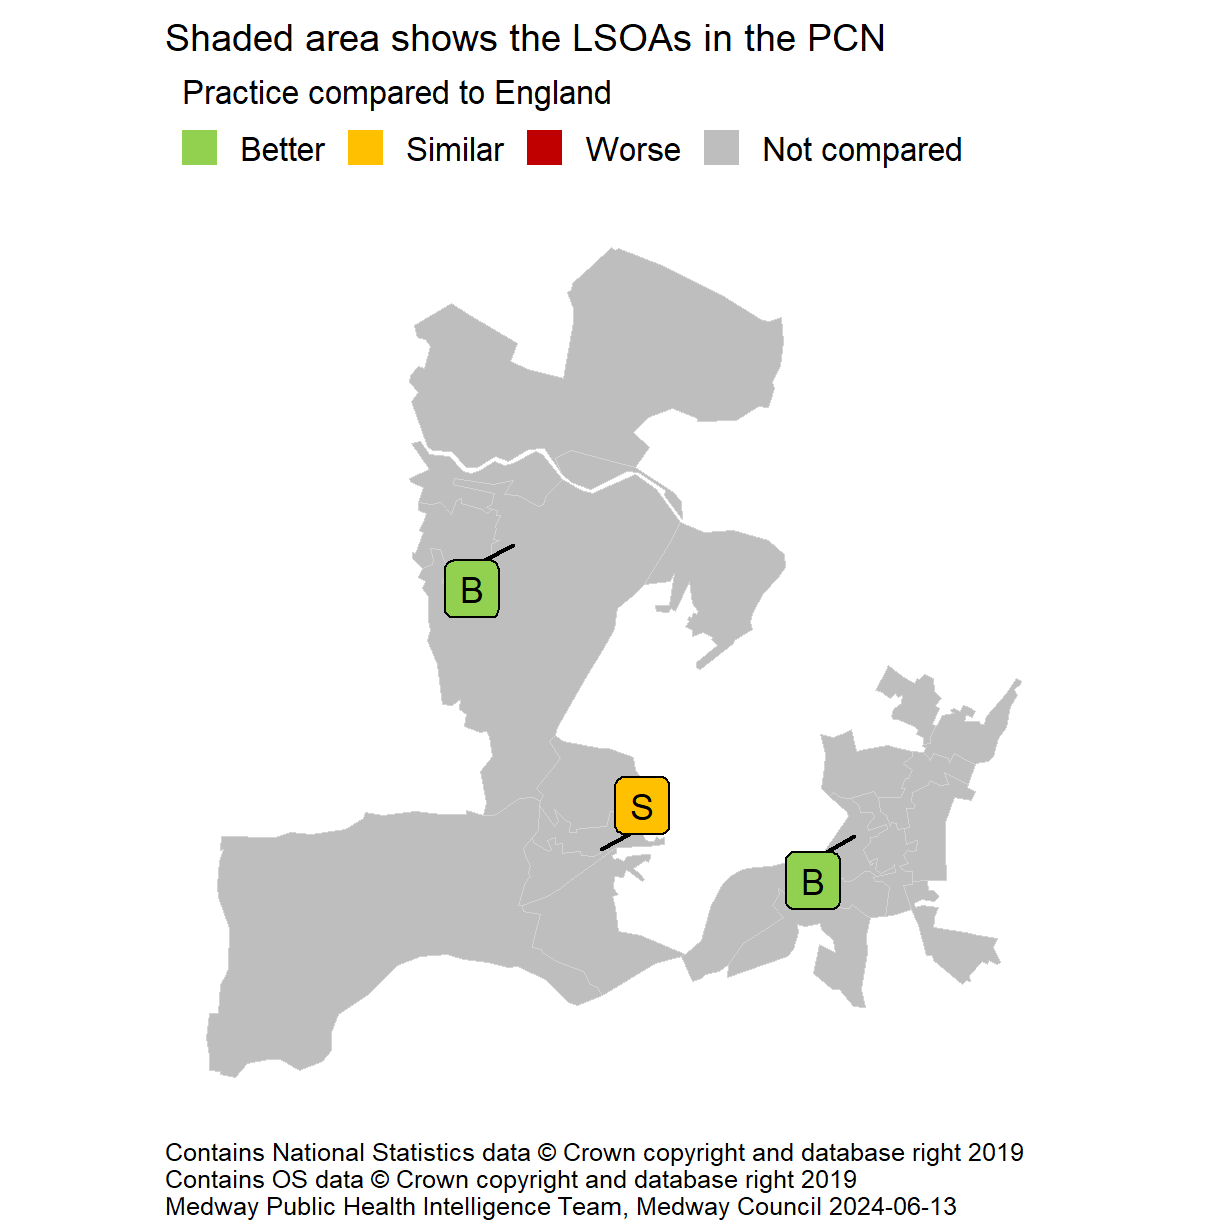 Shaded area shows the LSOAs in the PCN
Practice compared to England
Better Similar Worse Not compared
B
S
B
Contains National Statistics data © Crown copyright and database right 2019
Contains OS data © Crown copyright and database right 2019
Medway Public Health Intelligence Team, Medway Council 2024-06-13